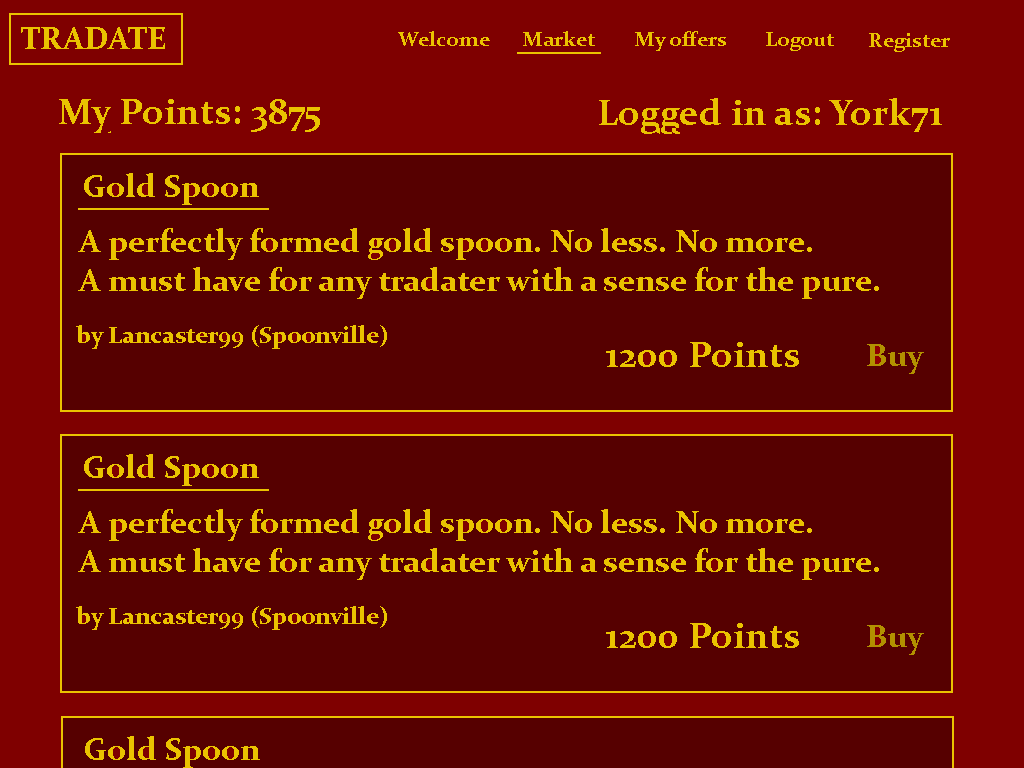 TRADATE
Welcome Market My offers Logout Register
My Points: 3875
Logged in as: York71
Gold Spoon
A perfectly formed gold spoon. No less. No more.
A must have for any tradater with a sense for the pure.
by Lancaster99 (Spoonville)
1200 Points
Buy
Gold Spoon
A perfectly formed gold spoon. No less. No more.
A must have for any tradater with a sense for the pure.
by Lancaster99 (Spoonville)
1200 Points
Buy
Gold Spoon